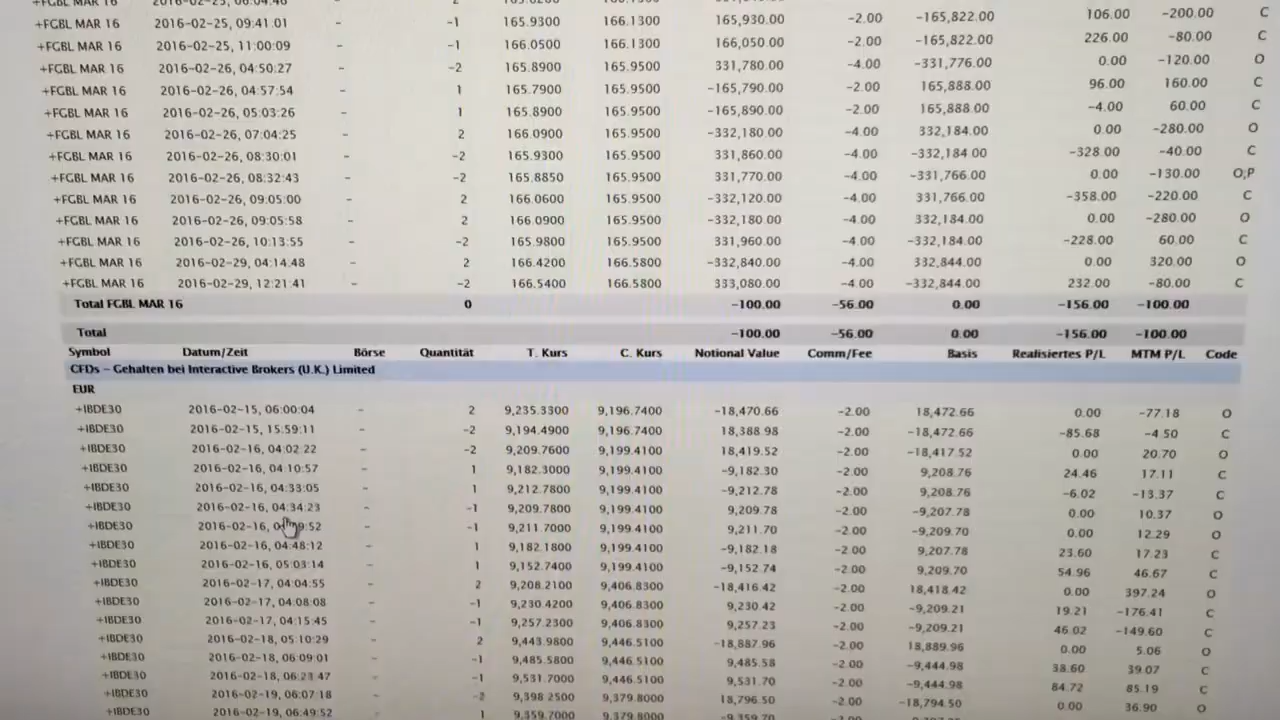 +FGBL MAR 16 2016-02-25, 09:41:01 – -1 165.9300 166.1300 165,930.00 -2.00 -165,822.00 106.00 -200.00 C
+FGBL MAR 16 2016-02-25, 11:00:09 – -1 166.0500 166.1300 166,050.00 -2.00 -165,822.00 226.00 -80.00 C
+FGBL MAR 16 2016-02-26, 04:50:27 – -2 165.8900 165.9500 331,780.00 -4.00 -331,776.00 0.00 -120.00 O
+FGBL MAR 16 2016-02-26, 04:57:54 – 1 165.7900 165.9500 -165,790.00 -2.00 165,888.00 96.00 160.00 C
+FGBL MAR 16 2016-02-26, 05:03:26 – 1 165.8900 165.9500 -165,890.00 -2.00 165,888.00 -4.00 60.00 C
+FGBL MAR 16 2016-02-26, 07:04:25 – 2 166.0900 165.9500 -332,180.00 -4.00 332,184.00 0.00 -280.00 O
+FGBL MAR 16 2016-02-26, 08:30:01 – -2 165.9300 165.9500 331,860.00 -4.00 -332,184.00 -328.00 -40.00 C
+FGBL MAR 16 2016-02-26, 08:32:43 – -2 165.8850 165.9500 331,770.00 -4.00 -331,766.00 0.00 -130.00 O;P
+FGBL MAR 16 2016-02-26, 09:05:00 – 2 166.0600 165.9500 -332,120.00 -4.00 331,766.00 -358.00 -220.00 C
+FGBL MAR 16 2016-02-26, 09:05:58 – 2 166.0900 165.9500 -332,180.00 -4.00 332,184.00 0.00 -280.00 O
+FGBL MAR 16 2016-02-26, 10:13:55 – -2 165.9800 165.9500 331,960.00 -4.00 -332,184.00 -228.00 60.00 C
+FGBL MAR 16 2016-02-29, 04:14:48 – 2 166.4200 166.5800 -332,840.00 -4.00 332,844.00 0.00 320.00 O
+FGBL MAR 16 2016-02-29, 12:21:41 – -2 166.5400 166.5800 333,080.00 -4.00 -332,844.00 232.00 -80.00 C
Total FGBL MAR 16 0 -100.00 -56.00 0.00 -156.00 -100.00
Total -100.00 -56.00 0.00 -156.00 -100.00
Symbol Datum/Zeit Börse Quantität T. Kurs C. Kurs Notional Value Comm/Fee Basis Realisiertes P/L MTM P/L Code
CFDs – Gehalten bei Interactive Brokers (U.K.) Limited
EUR
+IBDE30 2016-02-15, 06:00:04 – 2 9,235.3300 9,196.7400 -18,470.66 -2.00 18,472.66 0.00 -77.18 O
+IBDE30 2016-02-15, 15:59:11 – -2 9,194.4900 9,196.7400 18,388.98 -2.00 -18,472.66 -85.68 -4.50 C
+IBDE30 2016-02-16, 04:02:22 – -2 9,209.7600 9,199.4100 18,419.52 -2.00 -18,417.52 0.00 20.70 O
+IBDE30 2016-02-16, 04:10:57 – 1 9,182.3000 9,199.4100 -9,182.30 -2.00 9,208.76 24.46 17.11 C
+IBDE30 2016-02-16, 04:33:05 – 1 9,212.7800 9,199.4100 -9,212.78 -2.00 9,208.76 -6.02 -13.37 C
+IBDE30 2016-02-16, 04:34:23 – -1 9,209.7800 9,199.4100 9,209.78 -2.00 -9,207.78 0.00 10.37 O
+IBDE30 2016-02-16, – -1 9,211.7000 9,199.4100 9,211.70 -2.00 -9,209.70 0.00 12.29 O
+IBDE30 2016-02-16, 04:48:12 – 1 9,182.1800 9,199.4100 -9,182.18 -2.00 9,207.78 23.60 17.23 C
+IBDE30 2016-02-16, 05:03:14 – 1 9,152.7400 9,199.4100 -9,152.74 -2.00 9,209.70 54.96 46.67 C
+IBDE30 2016-02-17, 04:04:55 – 2 9,208.2100 9,406.8300 -18,416.42 -2.00 18,418.42 0.00 397.24 O
+IBDE30 2016-02-17, 04:08:08 – -1 9,230.4200 9,406.8300 9,230.42 -2.00 -9,209.21 19.21 -176.41 C
+IBDE30 2016-02-17, 04:15:45 – -1 9,257.2300 9,406.8300 9,257.23 -2.00 -9,209.21 46.02 -149.60 C
+IBDE30 2016-02-18, 05:10:29 – 2 9,443.9800 9,446.5100 -18,887.96 -2.00 18,889.96 0.00 5.06 O
+IBDE30 2016-02-18, 06:09:01 – -1 9,485.5800 9,446.5100 9,485.58 -2.00 -9,444.98 38.60 39.07 C
+IBDE30 2016-02-18, 06:23:47 – -1 9,531.7000 9,446.5100 9,531.70 -2.00 -9,444.98 84.72 85.19 C
+IBDE30 2016-02-19, 06:07:18 – -2 9,398.2500 9,379.8000 18,796.50 -2.00 -18,794.50 0.00 36.90 O
+IBDE30 2016-02-19, 06:49:52 – 1 9,359.7000 9,379.8000